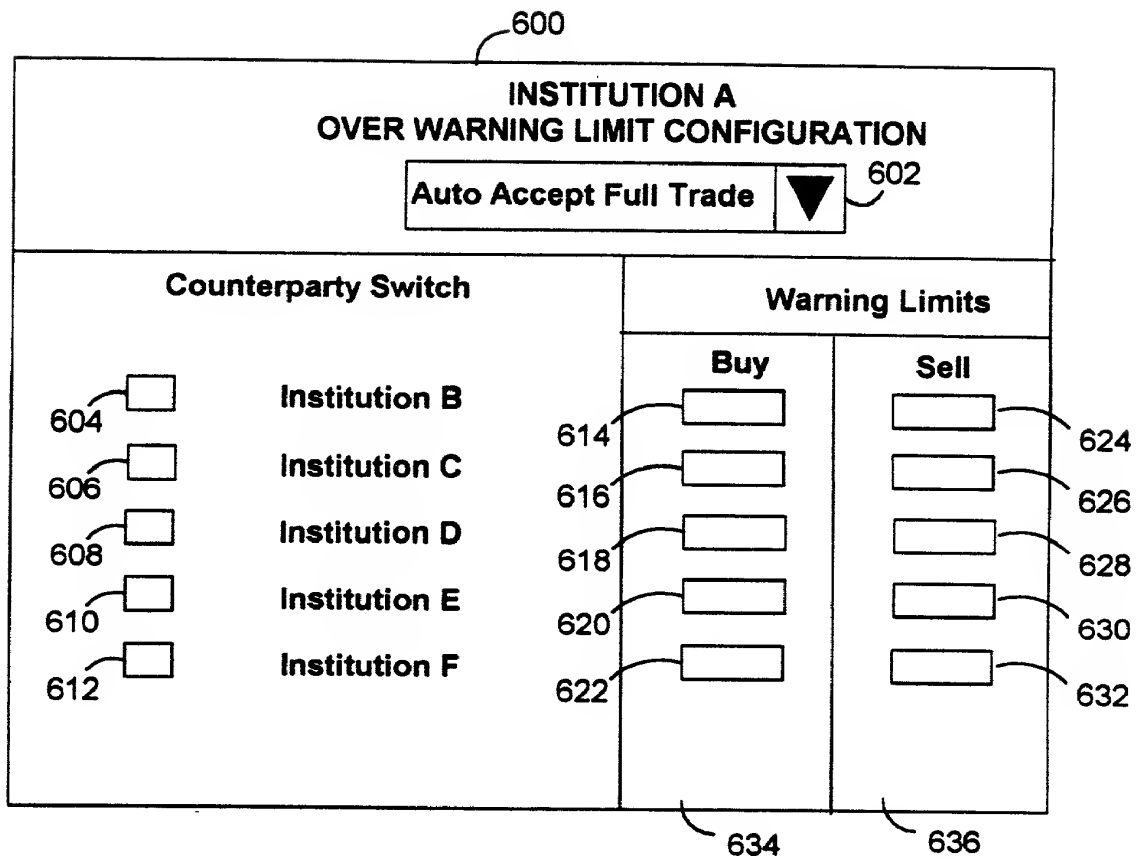 600
INSTITUTION A
OVER WARNING LIMIT CONFIGURATION
Auto Accept Full Trade
602
Counterparty Switch
Warning Limits
Buy
Sell
604
Institution B
614
624
606
Institution C
616
626
608
Institution D
618
628
610
Institution E
620
630
612
Institution F
622
632
634
636